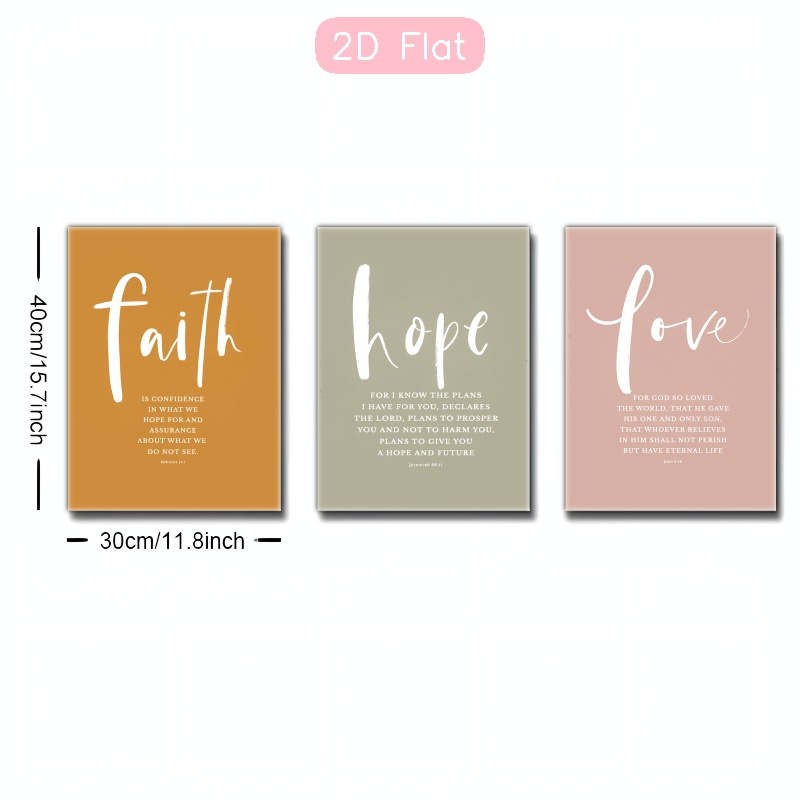 2D Flat
40cm/15.7inch
faith
IS CONFIDENCE
IN WHAT WE
HOPE FOR AND
ASSURANCE
ABOUT WHAT WE
DO NOT SEE.
hope
FOR I KNOW THE PLANS
I HAVE FOR YOU, DECLARES
THE LORD, PLANS TO PROSPER
YOU AND NOT TO HARM YOU,
PLANS TO GIVE YOU
A HOPE AND FUTURE
love
FOR GOD SO LOVED
THE WORLD, THAT HE GAVE
HIS ONE AND ONLY SON,
THAT WHOEVER BELIEVES
IN HIM SHALL NOT PERISH
BUT HAVE ETERNAL LIFE
30cm/11.8inch